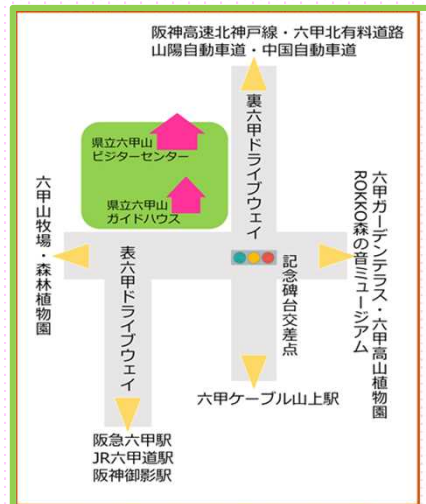 阪神高速北神戸線・六甲北有料道路
山陽自動車道・中国自動車道
裏六甲ドライブウェイ
県立六甲山
ビジターセンター
県立六甲山
ガイドハウス
六甲山牧場・森林植物園
表六甲ドライブウェイ
記念碑台交差点
六甲ガーデンテラス・六甲高山植物園
ROKKO森の音ミュージアム
六甲ケーブル山上駅
阪急六甲駅
JR六甲道駅
阪神御影駅